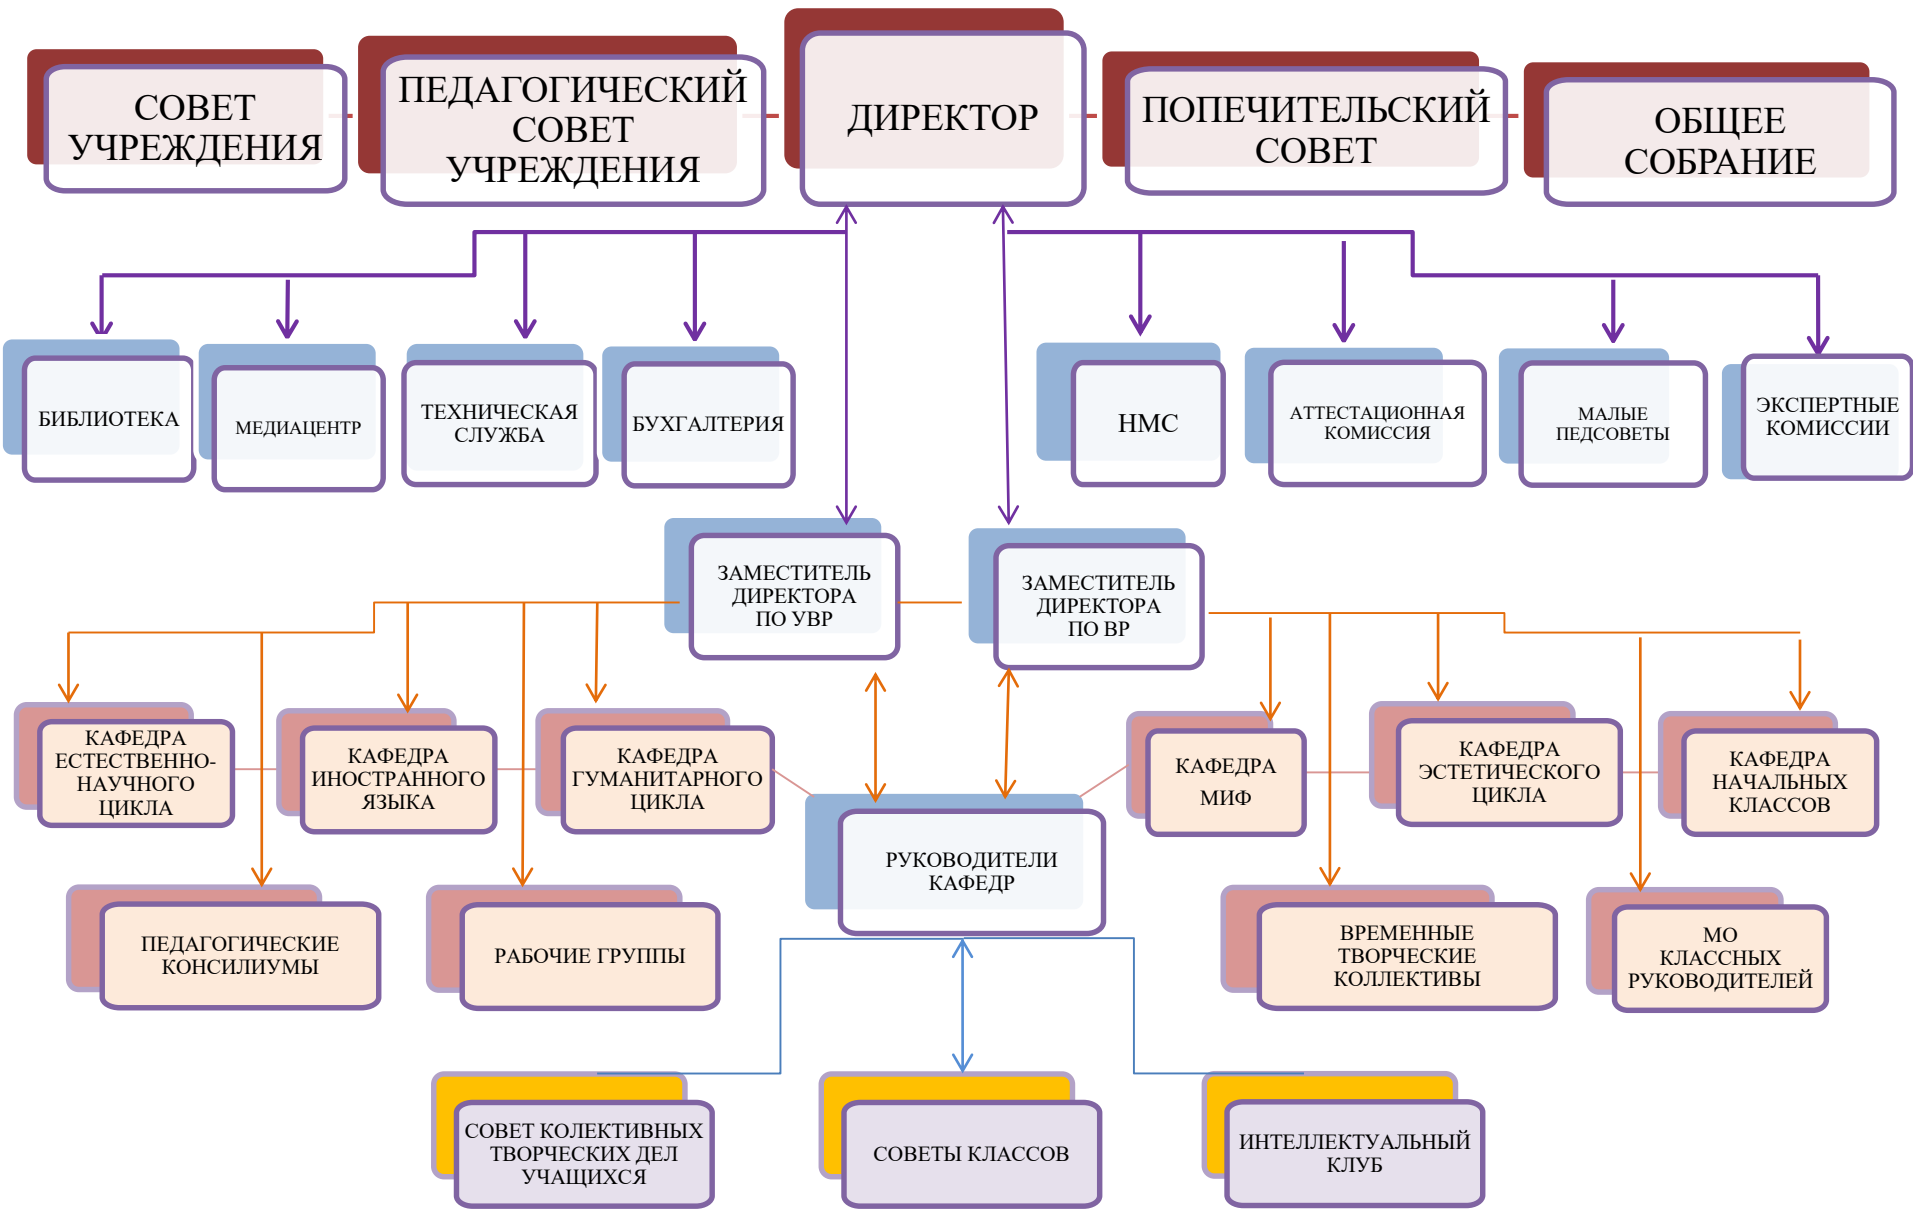 СОВЕТ
УЧРЕЖДЕНИЯ
ПЕДАГОГИЧЕСКИЙ
СОВЕТ
УЧРЕЖДЕНИЯ
ДИРЕКТОР
ПОПЕЧИТЕЛЬСКИЙ
СОВЕТ
ОБЩЕЕ
СОБРАНИЕ
БИБЛИОТЕКА
МЕДИАЦЕНТР
ТЕХНИЧЕСКАЯ
СЛУЖБА
БУХГАЛТЕРИЯ
НМС
АТТЕСТАЦИОННАЯ
КОМИССИЯ
МАЛЫЕ
ПЕДСОВЕТЫ
ЭКСПЕРТНЫЕ
КОМИССИИ
ЗАМЕСТИТЕЛЬ
ДИРЕКТОРА
ПО УВР
ЗАМЕСТИТЕЛЬ
ДИРЕКТОРА
ПО ВР
КАФЕДРА
ЕСТЕСТВЕННО-
НАУЧНОГО
ЦИКЛА
КАФЕДРА
ИНОСТРАННОГО
ЯЗЫКА
КАФЕДРА
ГУМАНИТАРНОГО
ЦИКЛА
КАФЕДРА
МИФ
КАФЕДРА
ЭСТЕТИЧЕСКОГО
ЦИКЛА
КАФЕДРА
НАЧАЛЬНЫХ
КЛАССОВ
РУКОВОДИТЕЛИ
КАФЕДР
ПЕДАГОГИЧЕСКИЕ
КОНСИЛИУМЫ
РАБОЧИЕ ГРУППЫ
ВРЕМЕННЫЕ
ТВОРЧЕСКИЕ
КОЛЛЕКТИВЫ
МО
КЛАССНЫХ
РУКОВОДИТЕЛЕЙ
СОВЕТ КОЛЕКТИВНЫХ
ТВОРЧЕСКИХ ДЕЛ
УЧАЩИХСЯ
СОВЕТЫ КЛАССОВ
ИНТЕЛЛЕКТУАЛЬНЫЙ
КЛУБ